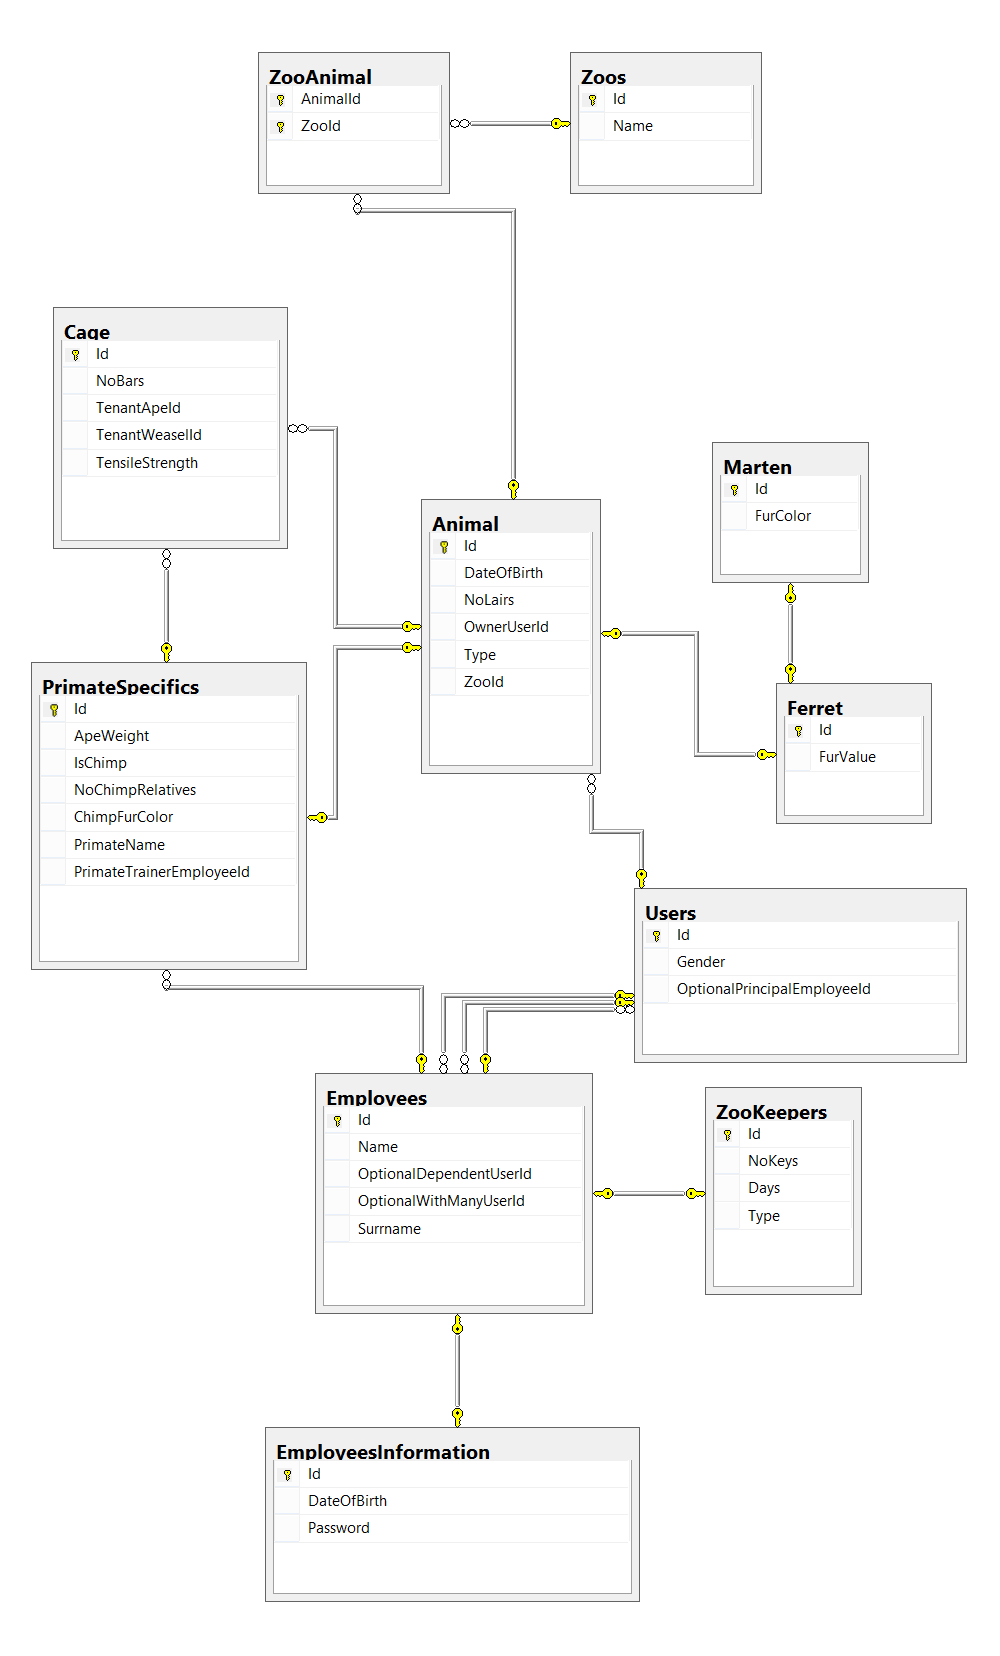 ZooAnimal
AnimalId
ZooId
Zoos
Id
Name
Cage
Id
NoBars
TenantApeId
TenantWeaselId
TensileStrength
Marten
Id
FurColor
Animal
Id
DateOfBirth
NoLairs
OwnerUserId
Type
ZooId
PrimateSpecifics
Id
ApeWeight
IsChimp
NoChimpRelatives
ChimpFurColor
PrimateName
PrimateTrainerEmployeeId
Ferret
Id
FurValue
Users
Id
Gender
OptionalPrincipalEmployeeId
Employees
Id
Name
OptionalDependentUserId
OptionalWithManyUserId
Surrname
ZooKeepers
Id
NoKeys
Days
Type
EmployeesInformation
Id
DateOfBirth
Password